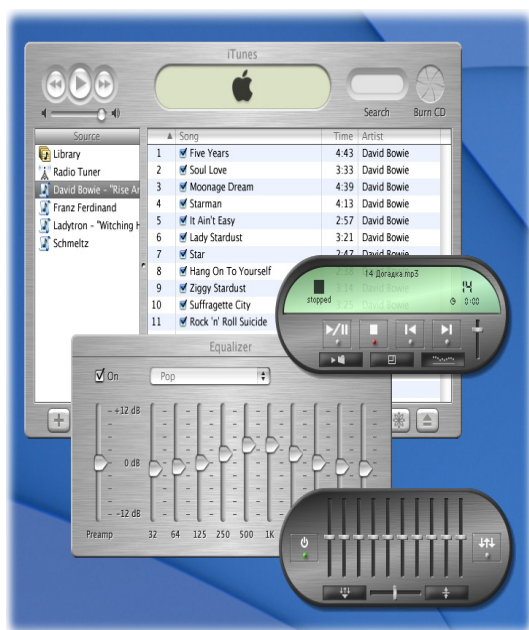 iTunes
Search Burn CD
Source
Library
Radio Tuner
David Bowie - "Rise
Franz Ferdinand
Ladytron - "Witching
Schmeltz
Song Time Artist
1 Five Years 4:43 David Bowie
2 Soul Love 3:33 David Bowie
3 Moonage Dream 4:39 David Bowie
4 Starman 4:13 David Bowie
5 It Ain't Easy 2:57 David Bowie
6 Lady Stardust 3:21 David Bowie
7 Star 2:47 David Bowie
8 Hang On To Yourself
9 Ziggy Stardust
10 Suffragette City
11 Rock 'n' Roll Suicide
14 Догадка.mp3
stopped
14
0:00
Equalizer
On Pop
+12 dB
0 dB
-12 dB
Preamp 32 64 125 250 500 1K